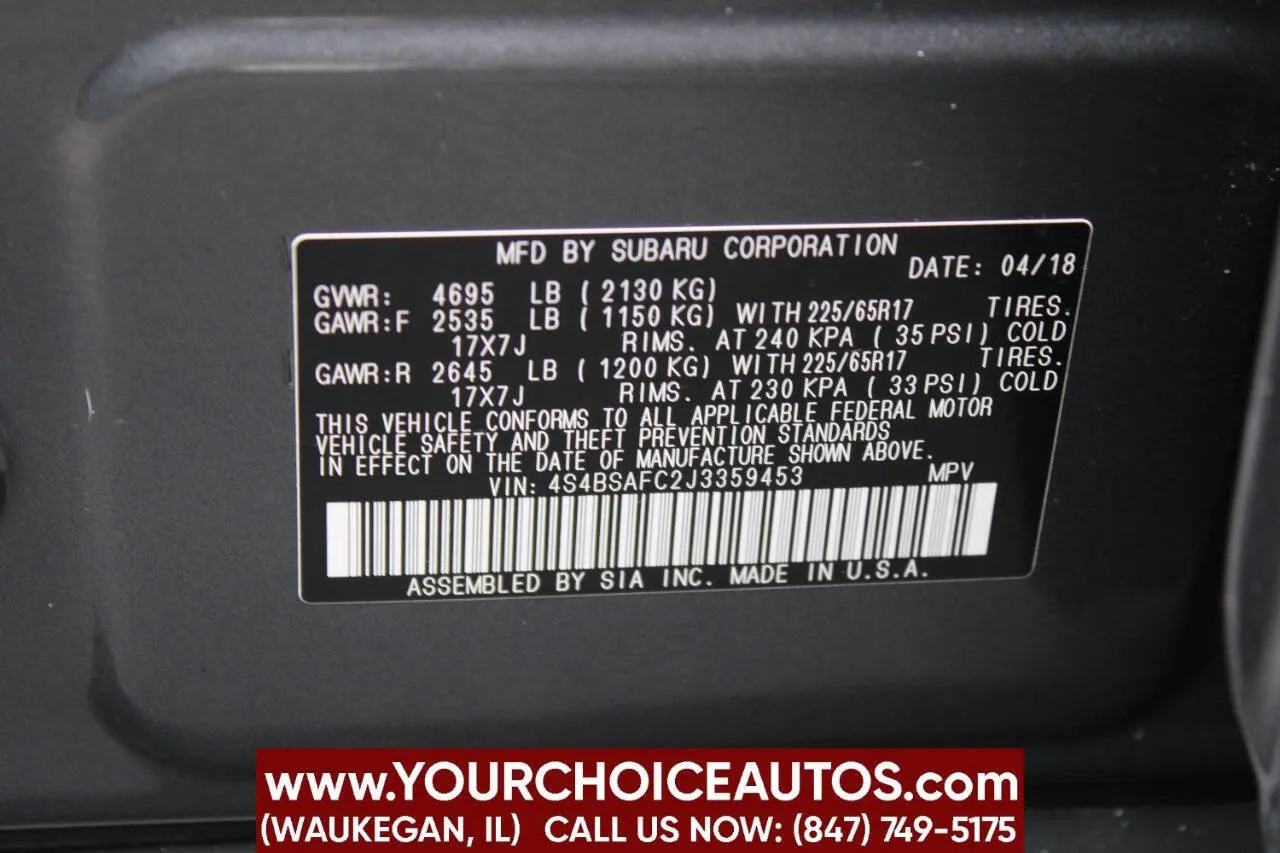 MFD BY SUBARU CORPORATION
DATE: 04/18
GVWR: 4695 LB ( 2130 KG)
GAWR:F 2535 LB ( 1150 KG) WITH 225/65R17 TIRES.
17X7J RIMS. AT 240 KPA ( 35 PSI) COLD
GAWR:R 2645 LB ( 1200 KG) WITH 225/65R17 TIRES.
17X7J RIMS. AT 230 KPA ( 33 PSI) COLD
THIS VEHICLE CONFORMS TO ALL APPLICABLE FEDERAL MOTOR
VEHICLE SAFETY AND THEFT PREVENTION STANDARDS
IN EFFECT ON THE DATE OF MANUFACTURE SHOWN ABOVE.
VIN: 4S4BSAFC2J3359453 MPV
ASSEMBLED BY SIA INC. MADE IN U.S.A.
www.YOURCHOICEAUTOS.com
(WAUKEGAN, IL) CALL US NOW: (847) 749-5175